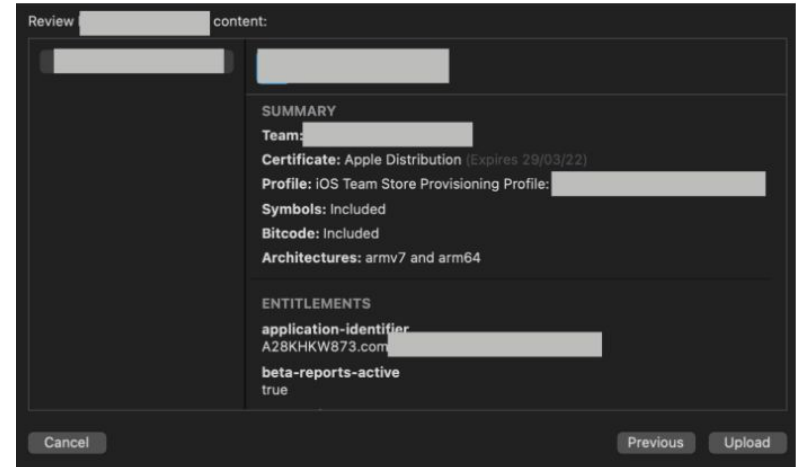 Review content:
SUMMARY
Team:
Certificate: Apple Distribution (Expires 29/03/22)
Profile: iOS Team Store Provisioning Profile:
Symbols: Included
Bitcode: Included
Architectures: armv7 and arm64
ENTITLEMENTS
application-identifier
A28KHKW873.com
beta-reports-active
true
Cancel
Previous Upload